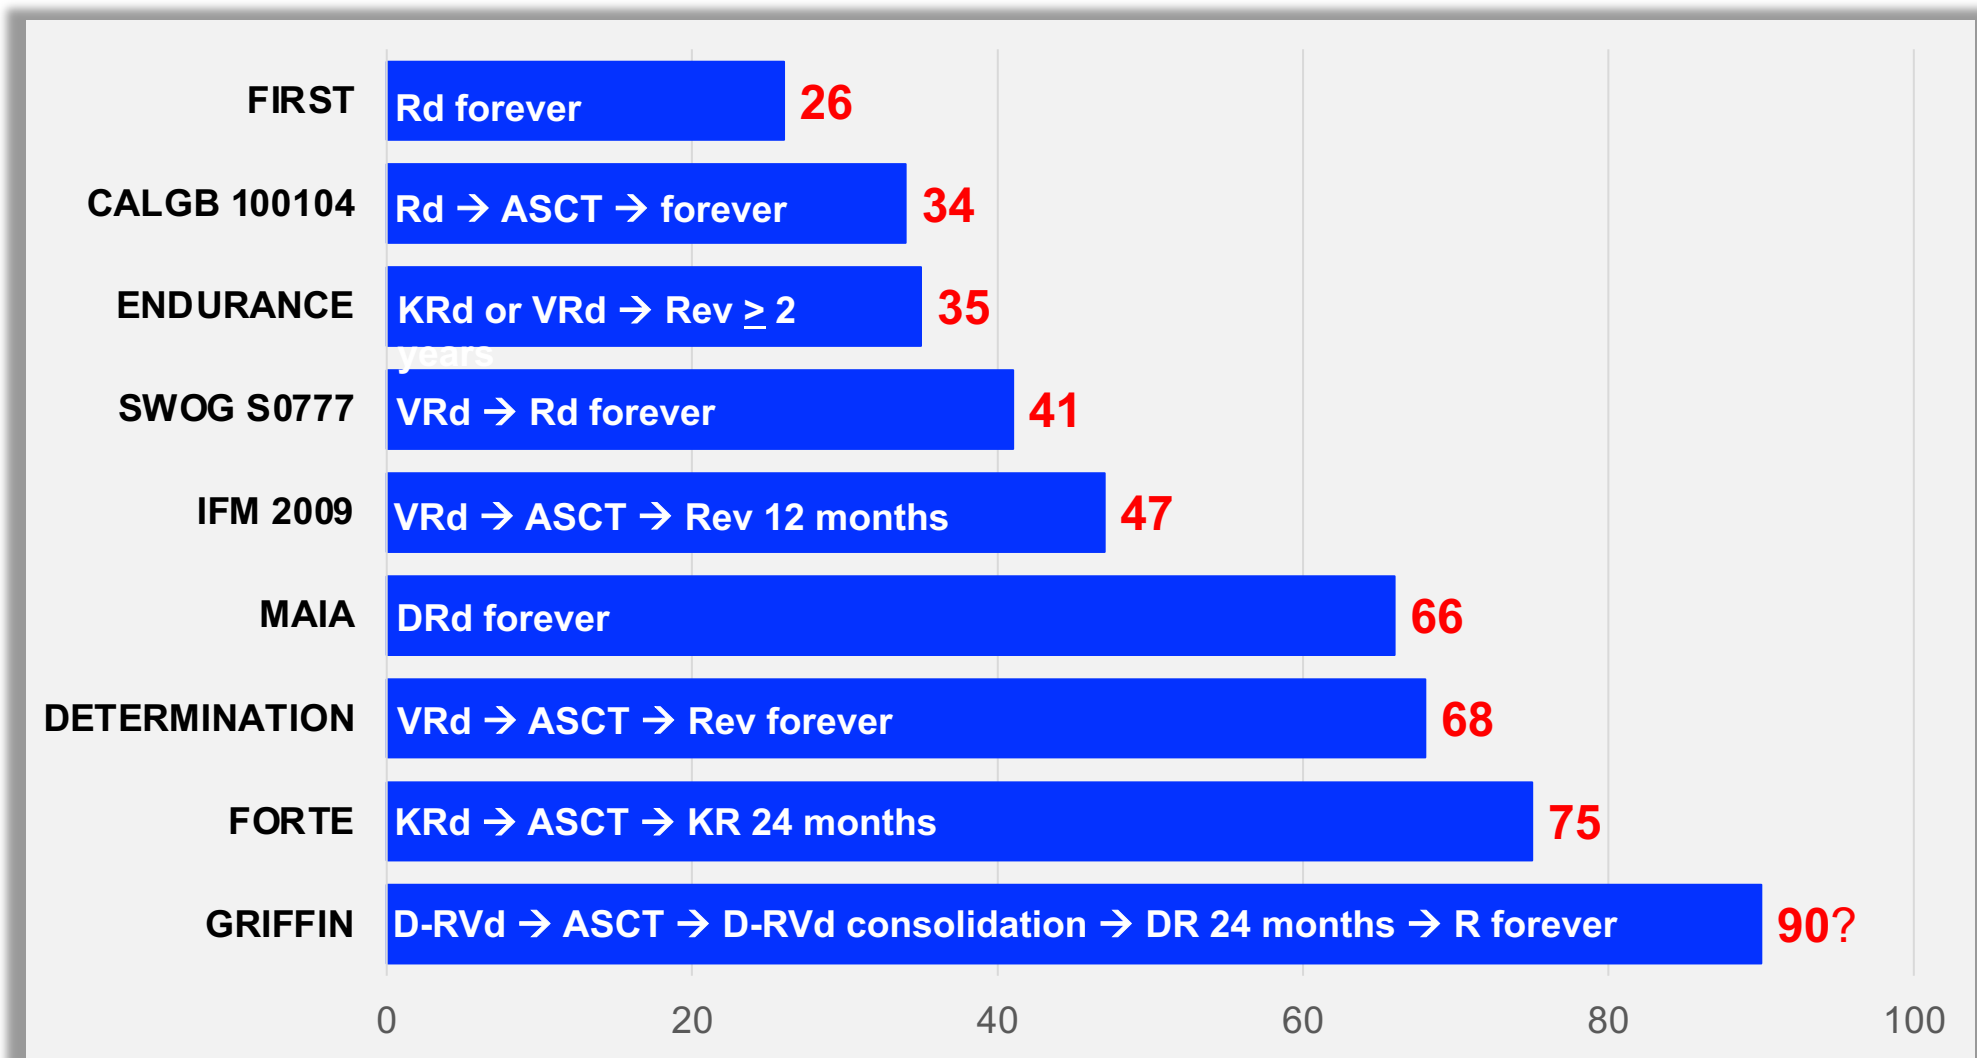 FIRST Rd forever 26
CALGB 100104 Rd → ASCT → forever 34
ENDURANCE KRd or VRd → Rev ≥ 2 35
years
SWOG S0777 VRd → Rd forever 41
IFM 2009 VRd → ASCT → Rev 12 months 47
MAIA DRd forever 66
DETERMINATION VRd → ASCT → Rev forever 68
FORTE KRd → ASCT → KR 24 months 75
GRIFFIN D-RVd → ASCT → D-RVd consolidation → DR 24 months → R forever 90?
0 20 40 60 80 100